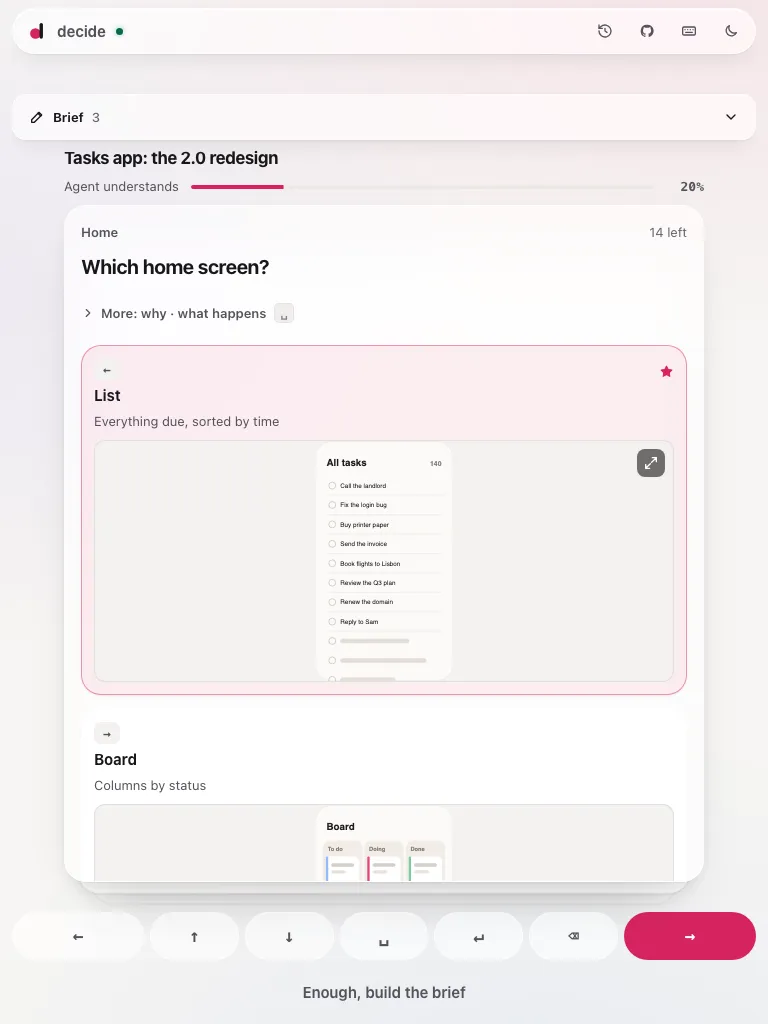 decide
Brief 3
Tasks app: the 2.0 redesign
Agent understands 20%
Home 14 left
Which home screen?
More: why · what happens ␣
←
List
Everything due, sorted by time
All tasks 140
Call the landlord
Fix the login bug
Buy printer paper
Send the invoice
Book flights to Lisbon
Review the Q3 plan
Renew the domain
Reply to Sam
→
Board
Columns by status
Board
To do Doing Done
← ↑ ↓ ␣ ↵ ⌫ →
Enough, build the brief